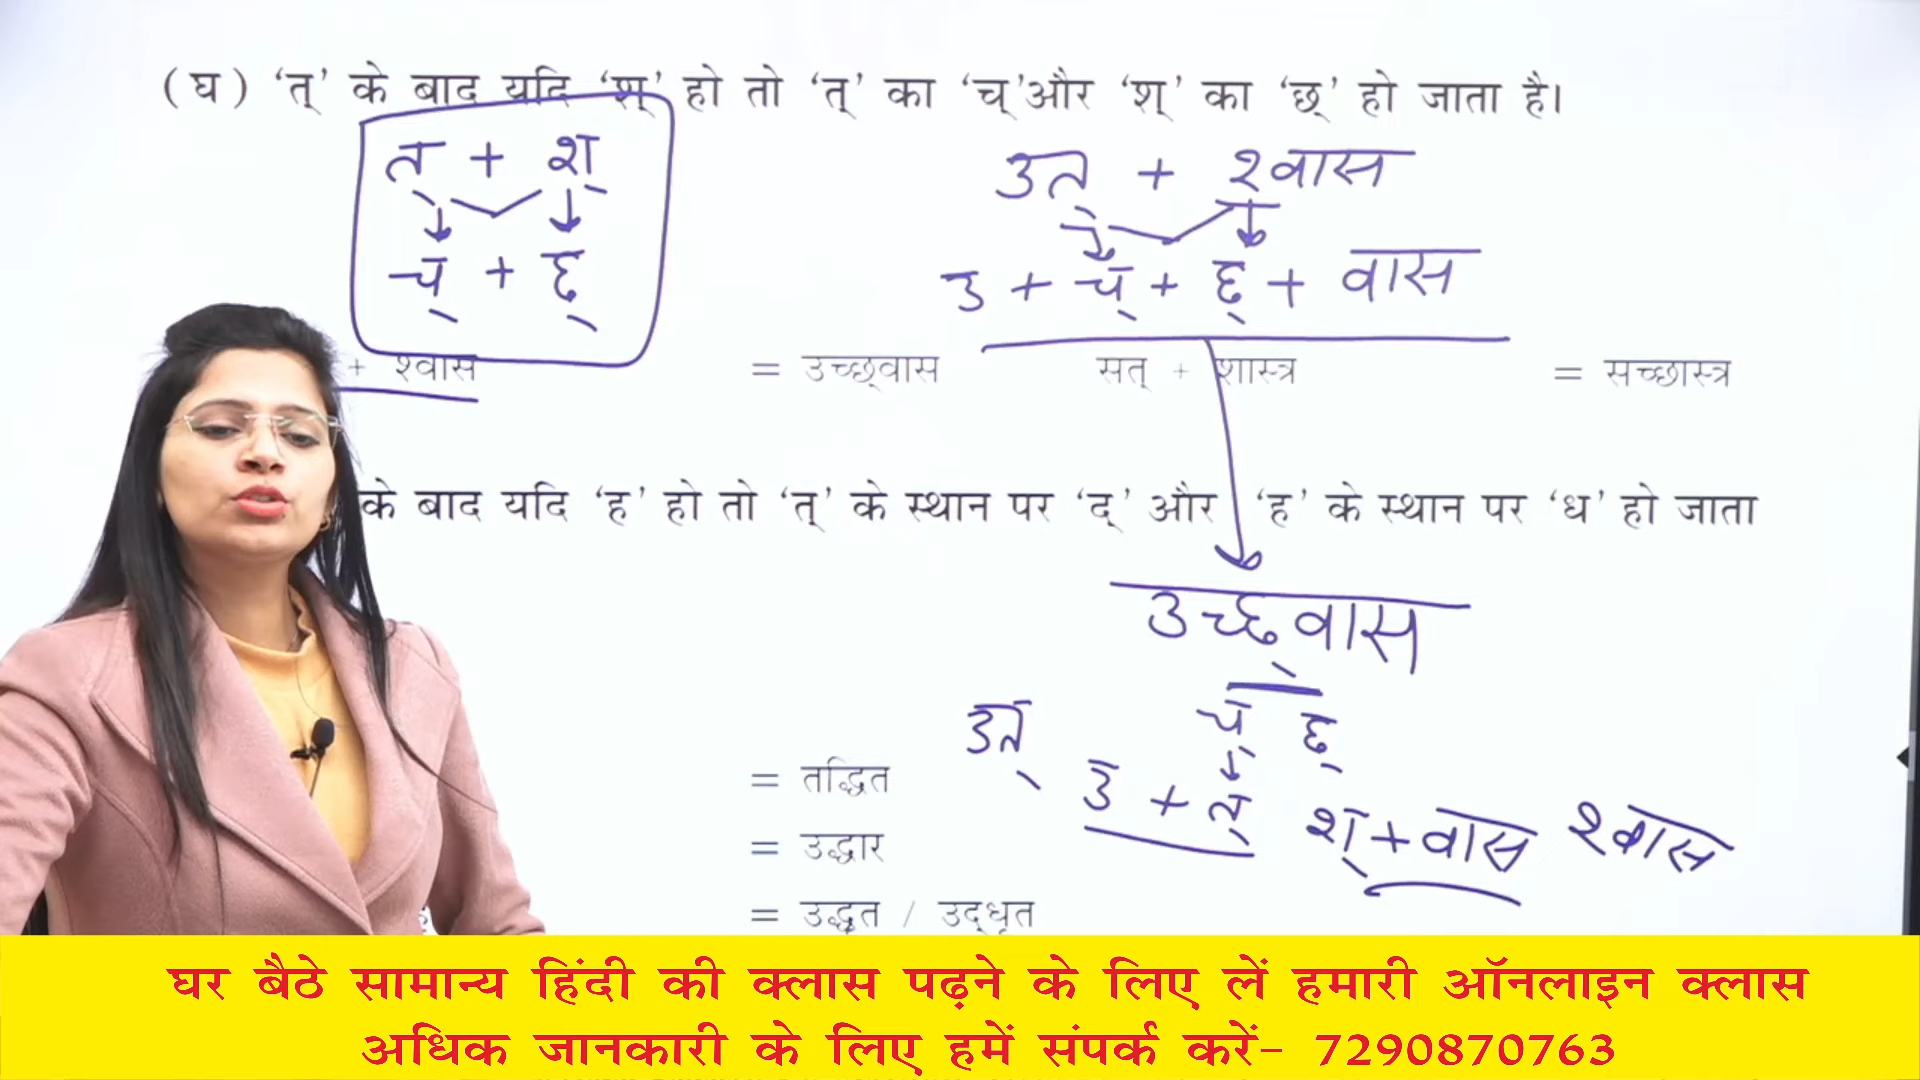 (घ) ‘त्’ के बाद यदि ‘श्’ हो तो ‘त्’ का ‘च्’और ‘श्’ का ‘छ्’ हो जाता है।
त् + श्
च् + छ्
उत् + श्वास
उ + च् + छ् + वास
+ श्वास = उच्छ्वास सत् + शास्त्र = सच्छास्त्र
के बाद यदि ‘ह’ हो तो ‘त्’ के स्थान पर ‘द्’ और ‘ह’ के स्थान पर ‘ध’ हो जाता
उच्छ्वास
उत् च् छ्
उ + त् श् + वास श्वास
= तद्धित
= उद्धार
= उद्धृत / उद्धृत
घर बैठे सामान्य हिंदी की क्लास पढ़ने के लिए लें हमारी ऑनलाइन क्लास
अधिक जानकारी के लिए हमें संपर्क करें- 7290870763